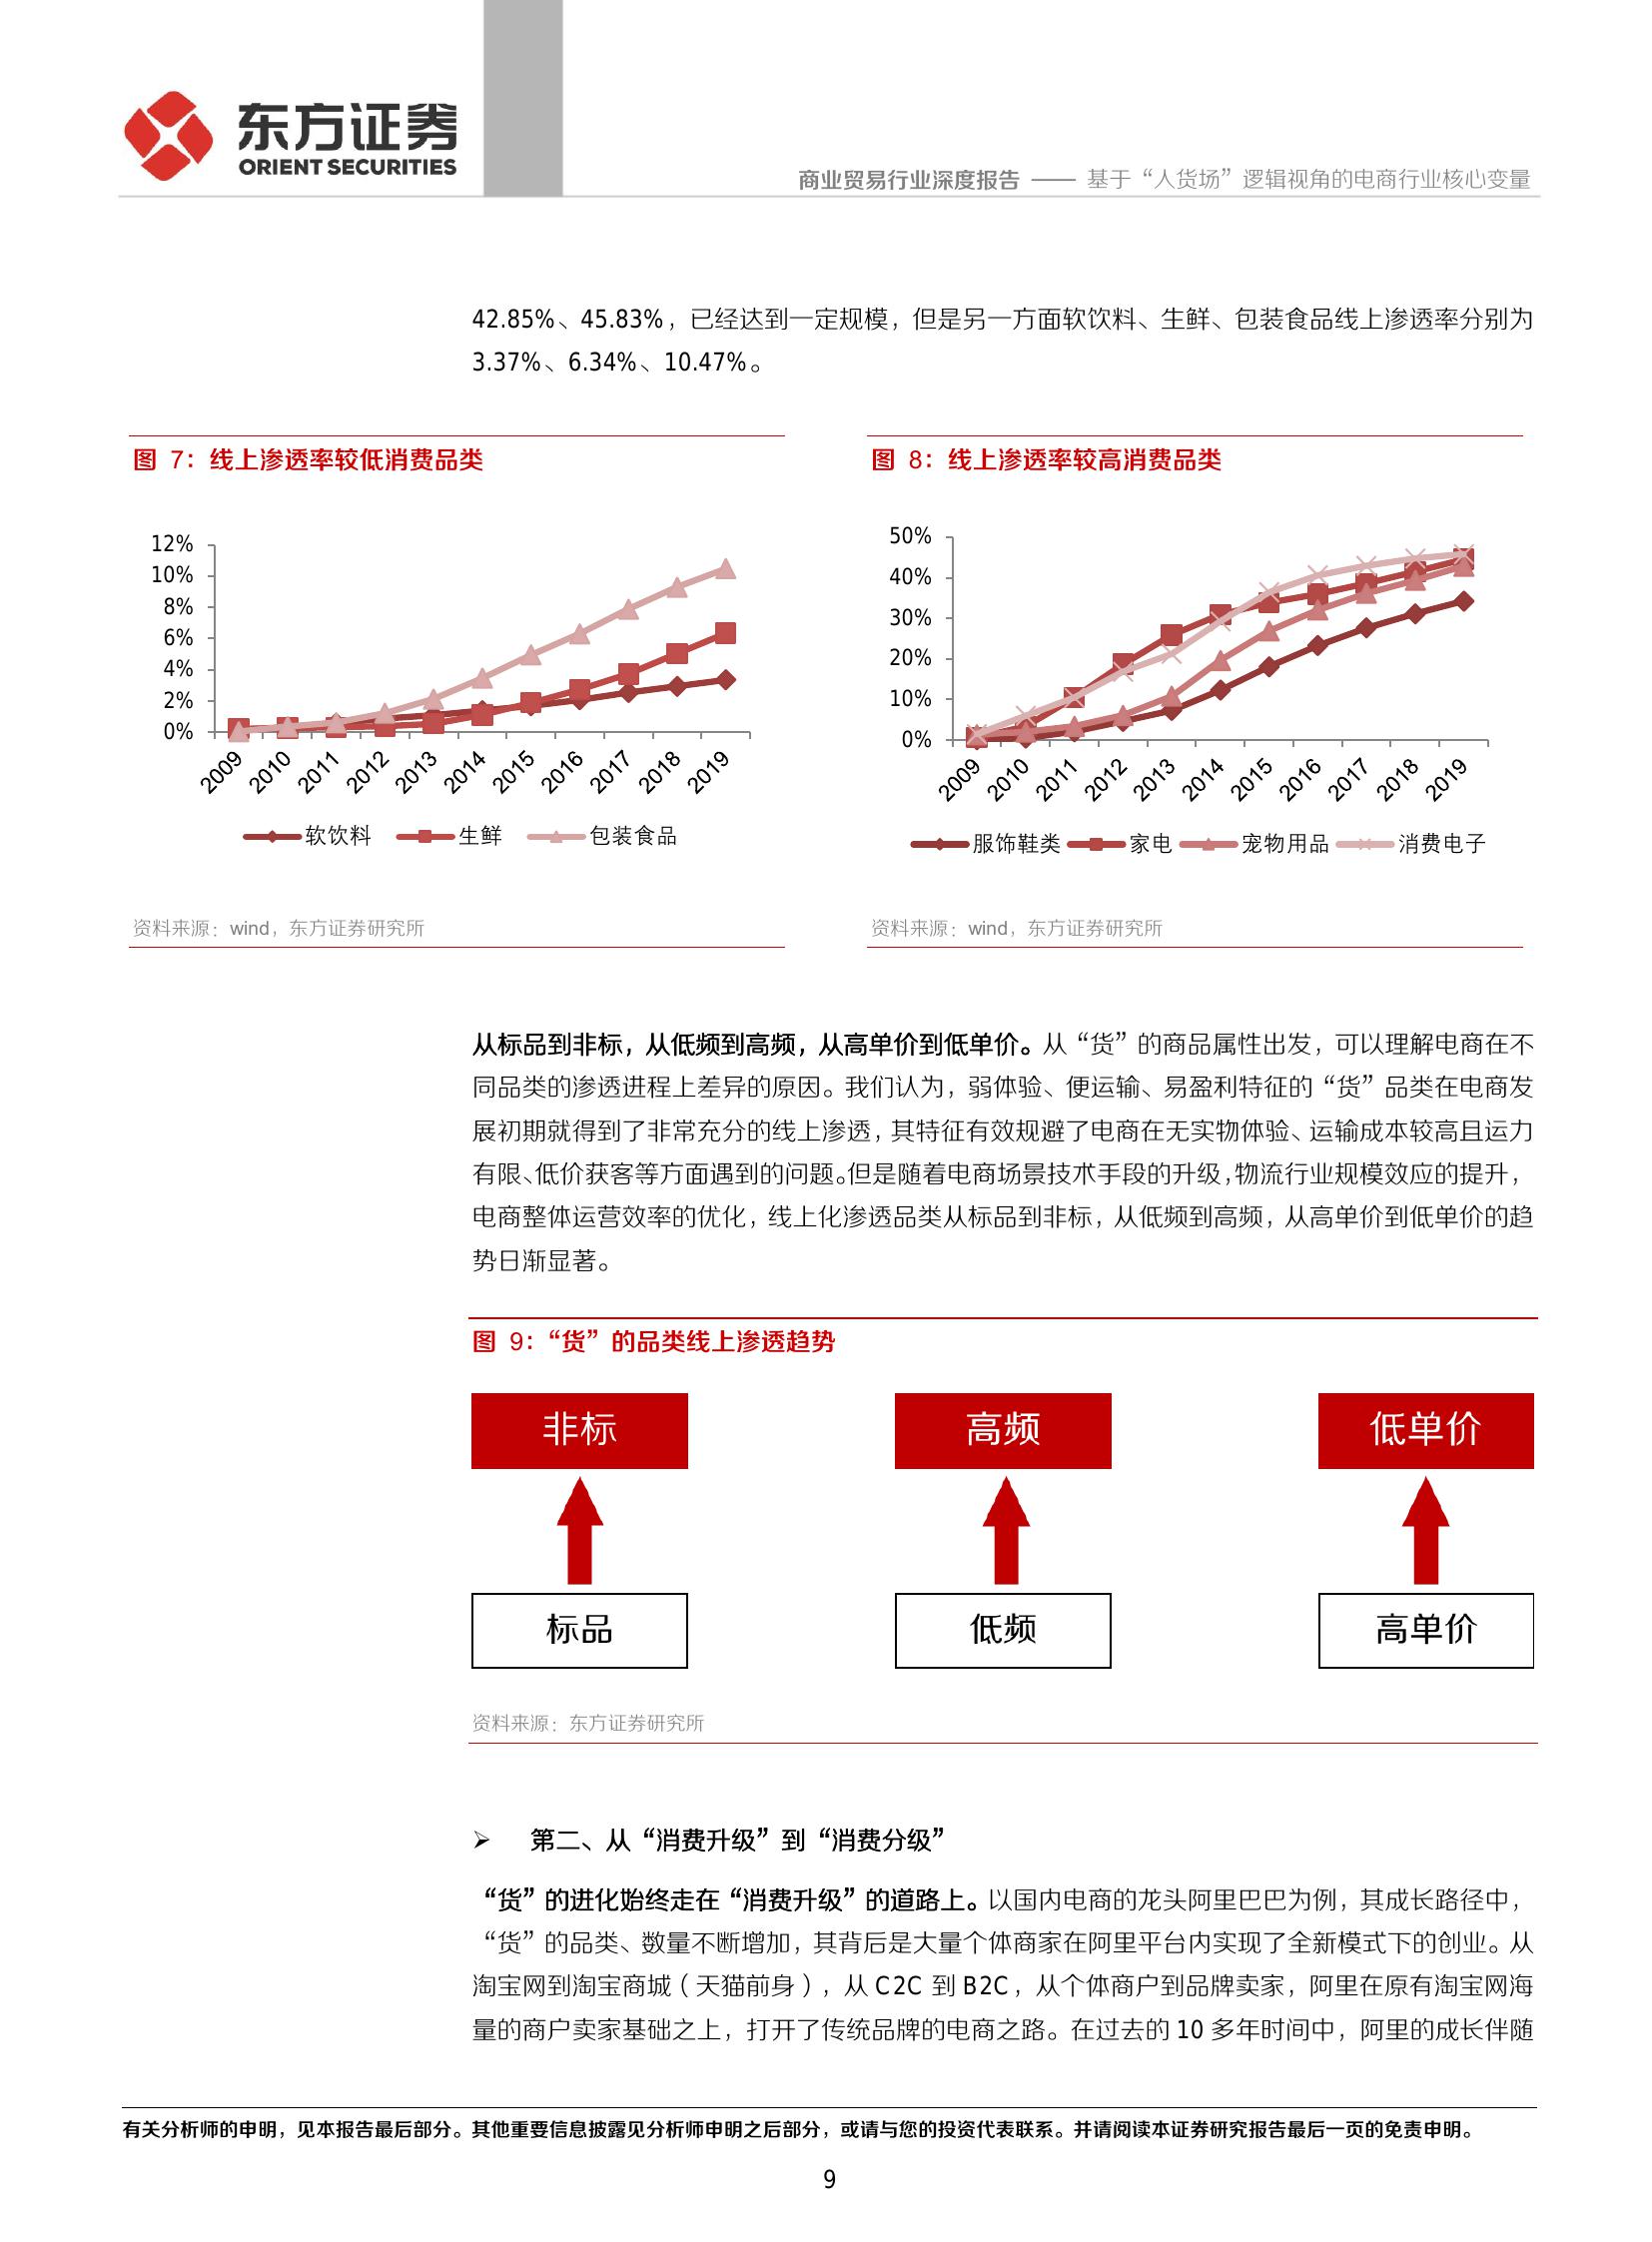 东方证券
ORIENT SECURITIES
商业贸易行业深度报告 —— 基于“人货场”逻辑视角的电商行业核心变量
42.85%、45.83%，已经达到一定规模，但是另一方面软饮料、生鲜、包装食品线上渗透率分别为
3.37%、6.34%、10.47%。
图 7：线上渗透率较低消费品类
12%
10%
8%
6%
4%
2%
0%
2009 2010 2011 2012 2013 2014 2015 2016 2017 2018 2019
软饮料 生鲜 包装食品
资料来源：wind，东方证券研究所
图 8：线上渗透率较高消费品类
50%
40%
30%
20%
10%
0%
2009 2010 2011 2012 2013 2014 2015 2016 2017 2018 2019
服饰鞋类 家电 宠物用品 消费电子
资料来源：wind，东方证券研究所
从标品到非标，从低频到高频，从高单价到低单价。从“货”的商品属性出发，可以理解电商在不
同品类的渗透进程上差异的原因。我们认为，弱体验、便运输、易盈利特征的“货”品类在电商发
展初期就得到了非常充分的线上渗透，其特征有效规避了电商在无实物体验、运输成本较高且运力
有限、低价获客等方面遇到的问题。但是随着电商场景技术手段的升级，物流行业规模效应的提升，
电商整体运营效率的优化，线上化渗透品类从标品到非标，从低频到高频，从高单价到低单价的趋
势日渐显著。
图 9：“货”的品类线上渗透趋势
非标 高频 低单价
标品 低频 高单价
资料来源：东方证券研究所
➢ 第二、从“消费升级”到“消费分级”
“货”的进化始终走在“消费升级”的道路上。以国内电商的龙头阿里巴巴为例，其成长路径中，
“货”的品类、数量不断增加，其背后是大量个体商家在阿里平台内实现了全新模式下的创业。从
淘宝网到淘宝商城（天猫前身），从 C2C 到 B2C，从个体商户到品牌卖家，阿里在原有淘宝网海
量的商户卖家基础之上，打开了传统品牌的电商之路。在过去的 10 多年时间中，阿里的成长伴随
有关分析师的申明，见本报告最后部分。其他重要信息披露见分析师申明之后部分，或请与您的投资代表联系。并请阅读本证券研究报告最后一页的免责申明。
9